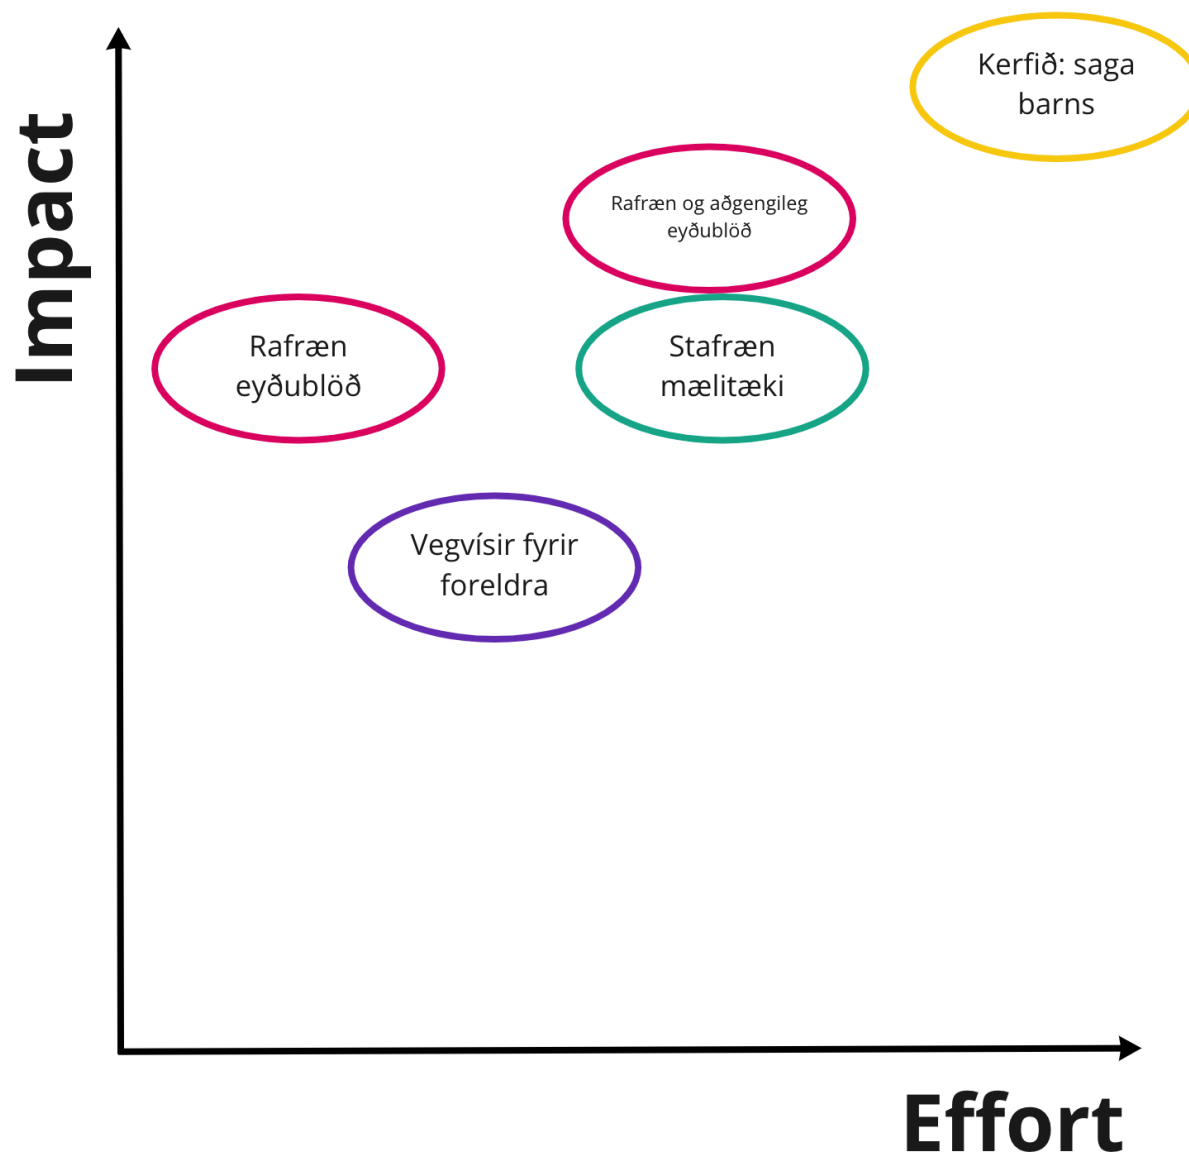 Impact
Kerfið: saga
barns
Rafræn og aðgengileg
eyðublöð
Rafræn
eyðublöð
Stafræn
mælitæki
Vegvísir fyrir
foreldra
Effort